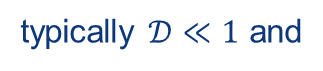 typically 𝒟 ≪ 1 and